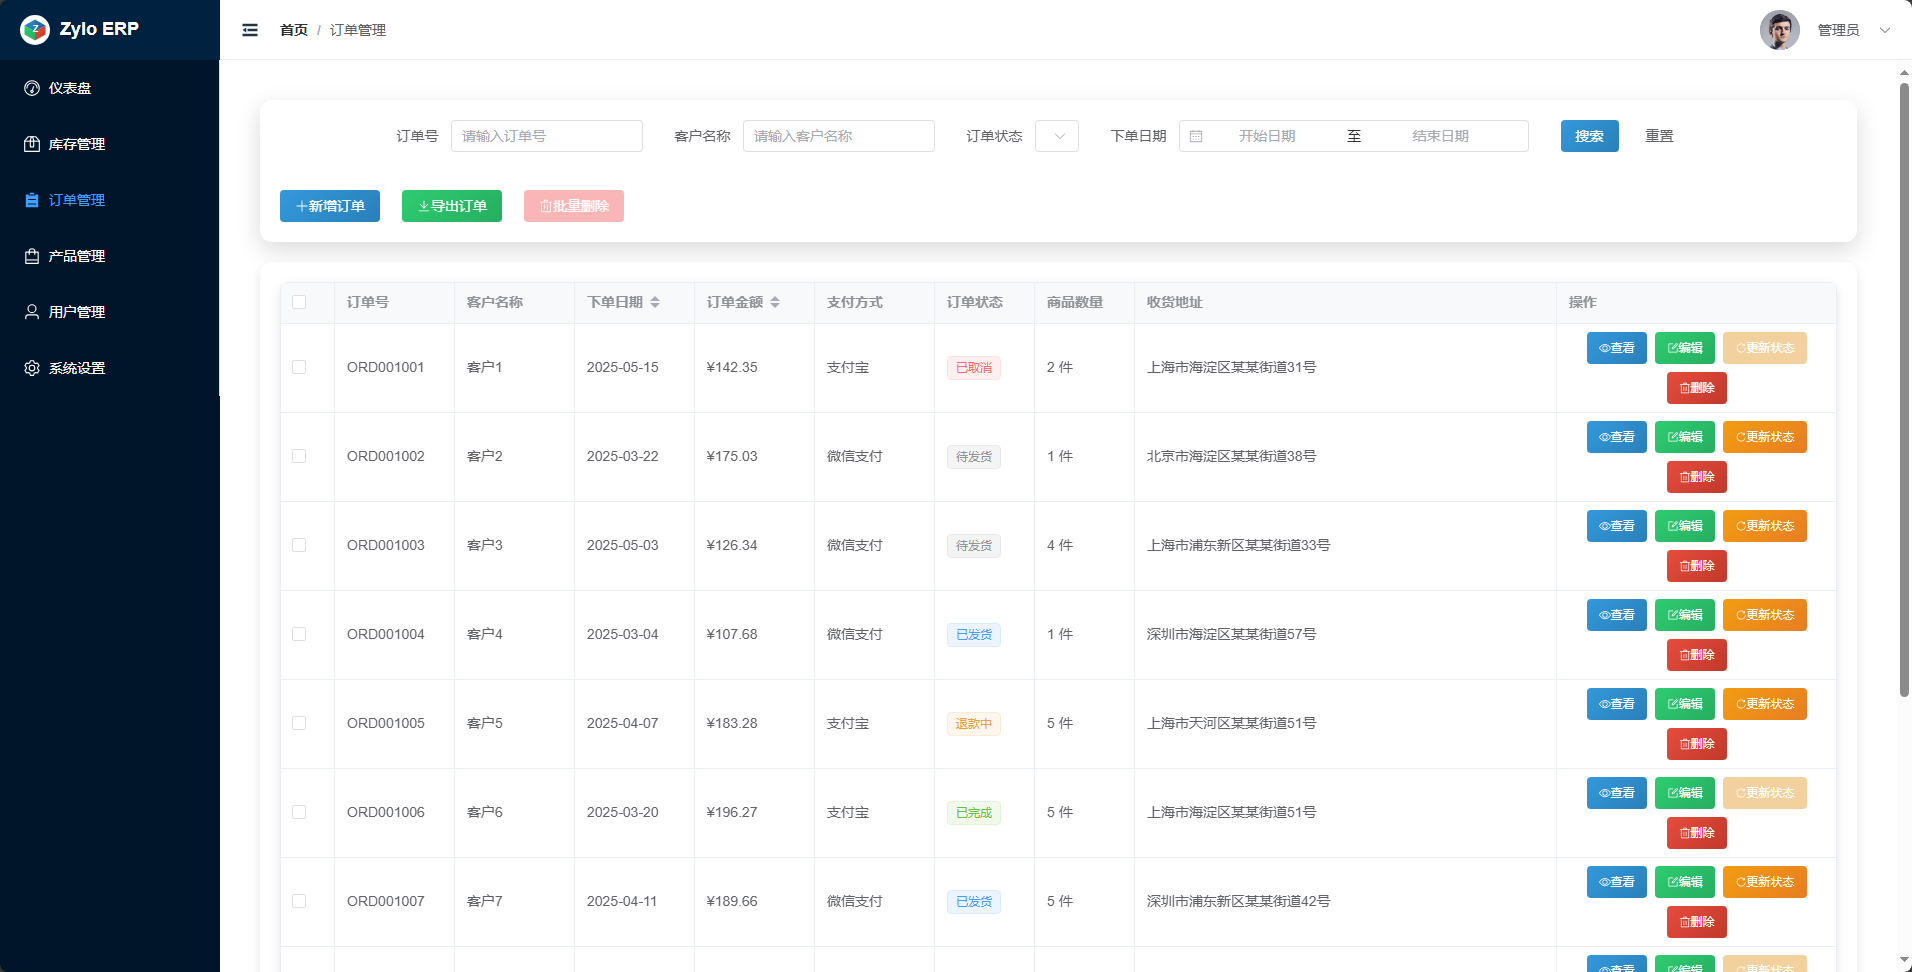 Zylo ERP
首页 / 订单管理
管理员
仪表盘
库存管理
订单管理
产品管理
用户管理
系统设置
订单号 请输入订单号 客户名称 请输入客户名称 订单状态 下单日期 开始日期 至 结束日期 搜索 重置
新增订单 导出订单 批量删除
订单号 客户名称 下单日期 订单金额 支付方式 订单状态 商品数量 收货地址 操作
ORD001001 客户1 2025-05-15 ¥142.35 支付宝 已取消 2 件 上海市海淀区某某街道31号 查看 编辑 更新状态
删除
ORD001002 客户2 2025-03-22 ¥175.03 微信支付 待发货 1 件 北京市海淀区某某街道38号 查看 编辑 更新状态
删除
ORD001003 客户3 2025-05-03 ¥126.34 微信支付 待发货 4 件 上海市浦东新区某某街道33号 查看 编辑 更新状态
删除
ORD001004 客户4 2025-03-04 ¥107.68 微信支付 已发货 1 件 深圳市海淀区某某街道57号 查看 编辑 更新状态
删除
ORD001005 客户5 2025-04-07 ¥183.28 支付宝 退款中 5 件 上海市天河区某某街道51号 查看 编辑 更新状态
删除
ORD001006 客户6 2025-03-20 ¥196.27 支付宝 已完成 5 件 上海市海淀区某某街道51号 查看 编辑 更新状态
删除
ORD001007 客户7 2025-04-11 ¥189.66 微信支付 已发货 5 件 深圳市浦东新区某某街道42号 查看 编辑 更新状态
删除
查看 编辑 更新状态